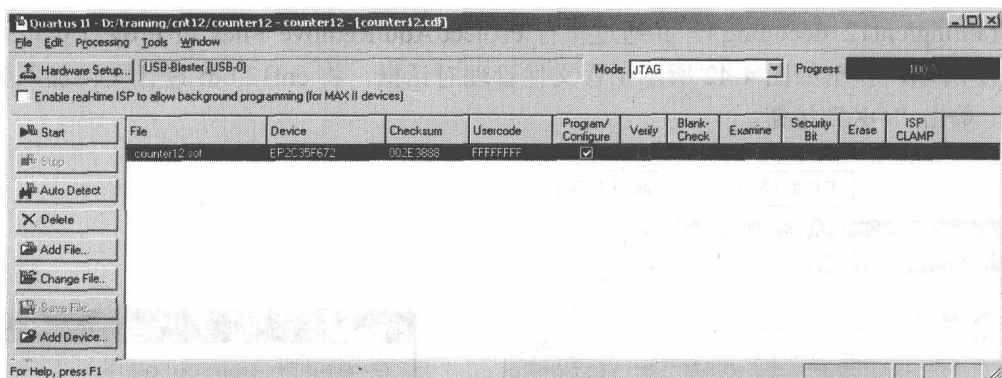 Quartus II - D:/training/cnt12/counter12 - counter12 - [counter12.cdf]
File Edit Processing Tools Window
Hardware Setup... USB-Blaster [USB-0] Mode: JTAG Progress: 100 %
Enable real-time ISP to allow background programming (for MAX II devices)
Start
Stop
Auto Detect
Delete
Add File...
Change File..
Save File..
Add Device...
File Device Checksum Usercode Program/ Configure Verify Blank- Check Examine Security Bit Erase ISP CLAMP
counter12.sof EP2C35F672 002E3888 FFFFFFFF
For Help, press F1